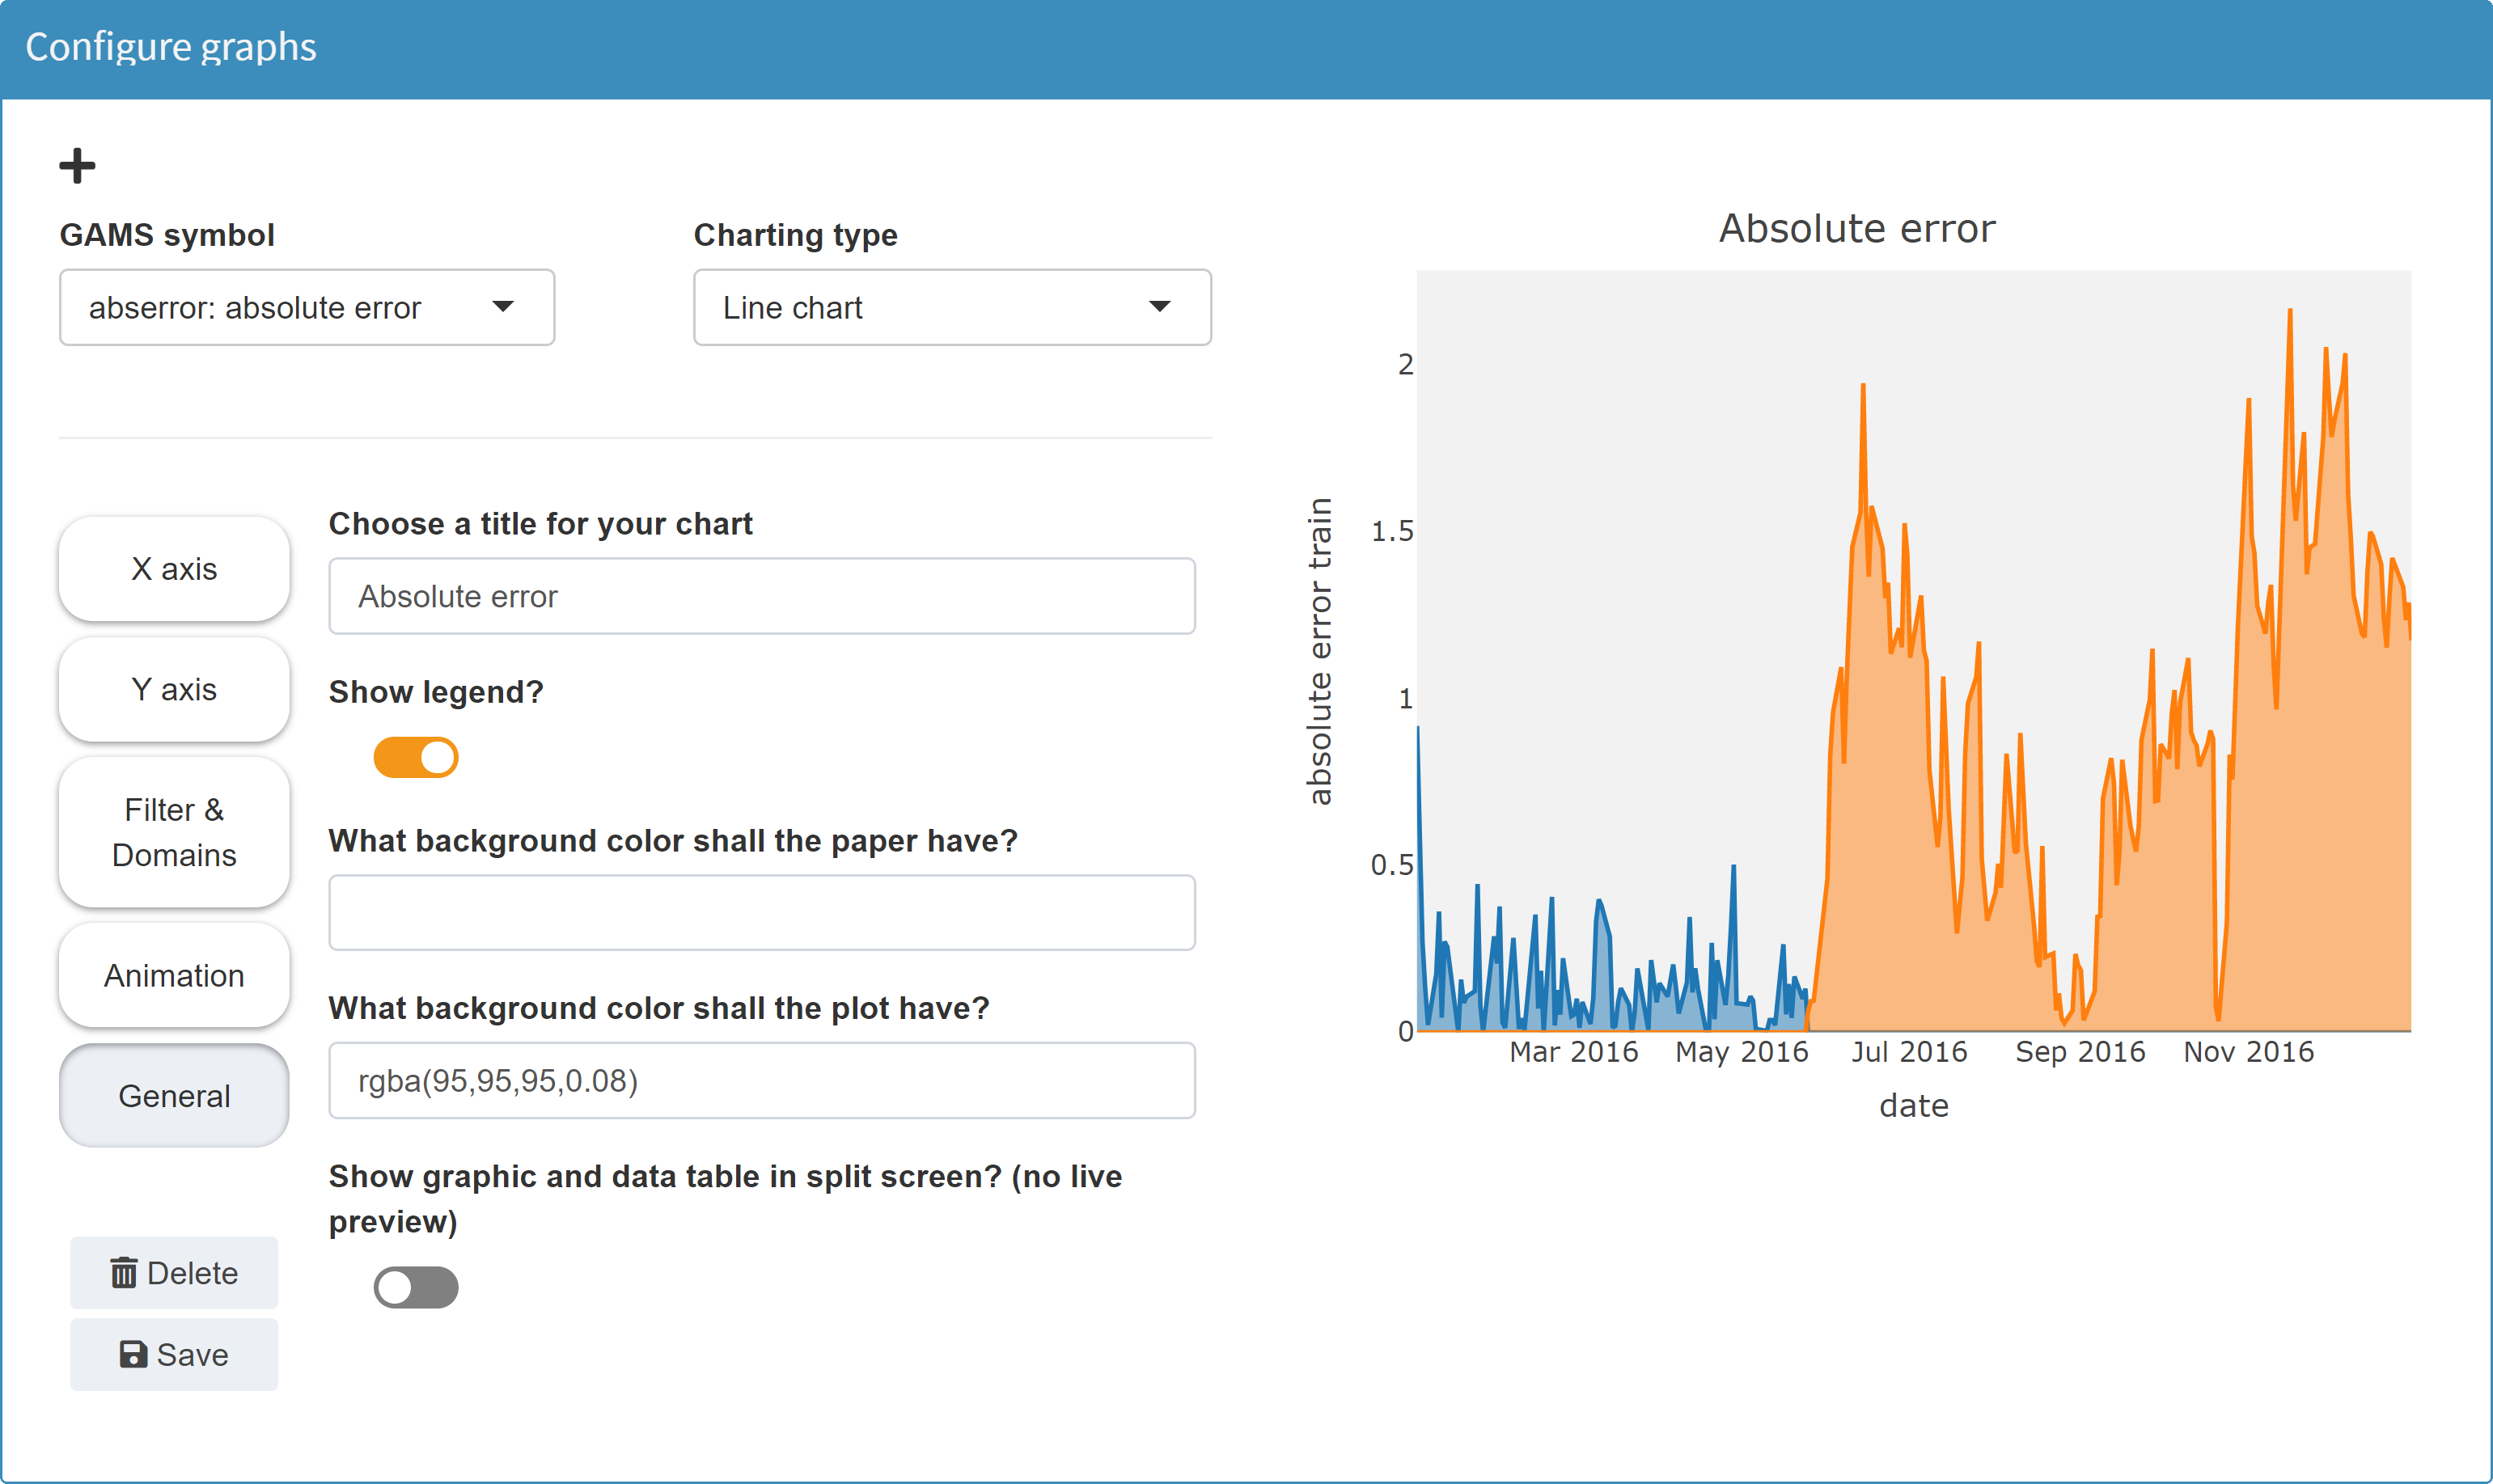 Configure graphs
GAMS symbol
Charting type
abserror: absolute error
Line chart
X axis
Y axis
Filter &
Domains
Animation
General
Delete
Save
Choose a title for your chart
Absolute error
Show legend?
What background color shall the paper have?
What background color shall the plot have?
rgba(95,95,95,0.08)
Show graphic and data table in split screen? (no live
preview)
Absolute error
absolute error train
2
1.5
1
0.5
0
Mar 2016
May 2016
Jul 2016
Sep 2016
Nov 2016
date